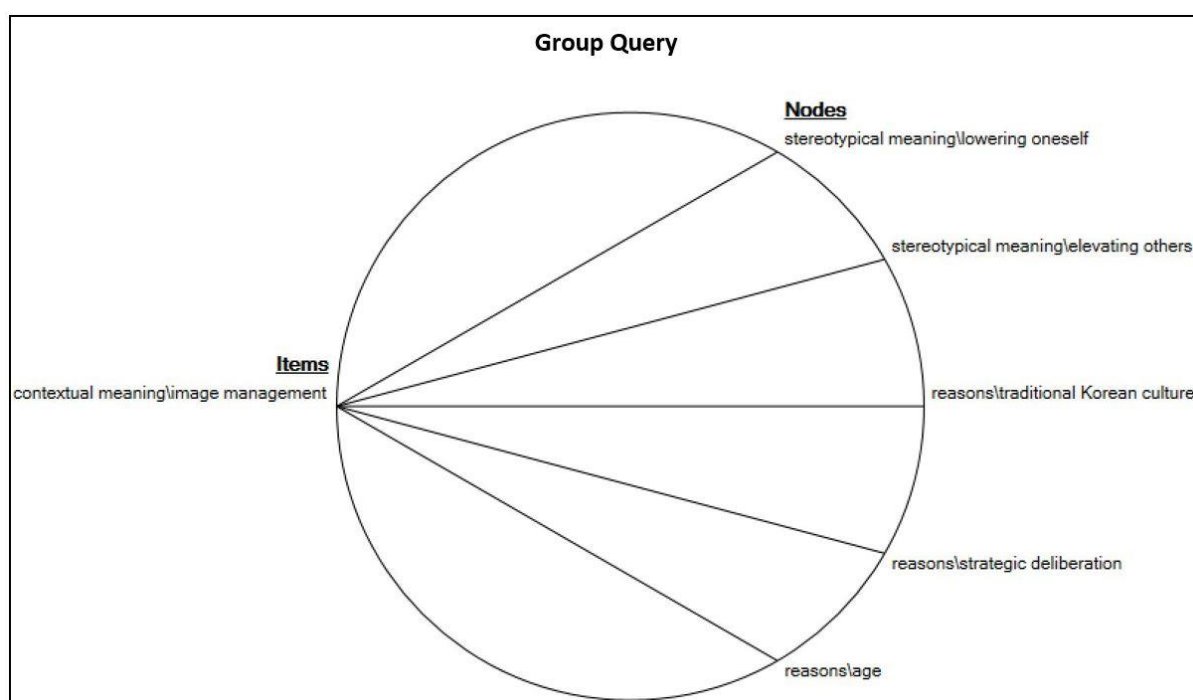 Group Query
Nodes
stereotypical meaning\lowering oneself
stereotypical meaning\elevating others
Items
contextual meaning\image management
reasons\traditional Korean culture
reasons\strategic deliberation
reasons\age